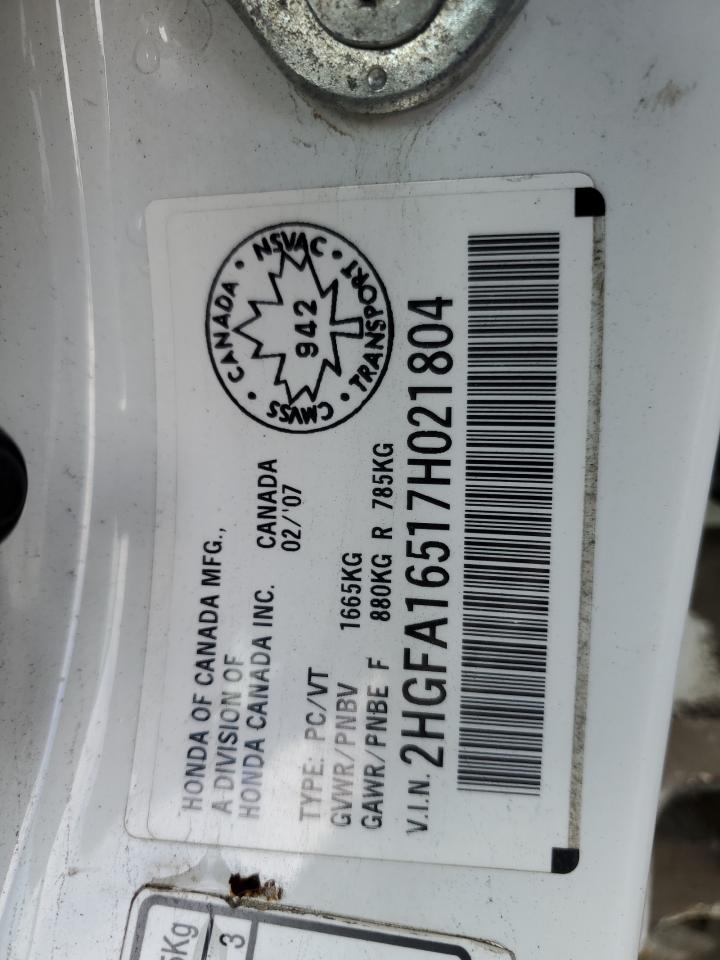 HONDA OF CANADA MFG.,
A DIVISION OF
HONDA CANADA INC. CANADA
02/'07
TYPE: PC/VT
GVWR/PNBV 1665KG
GAWR/PNBE F 880KG R 785KG
V.I.N. 2HGFA16517H021804
CANADA • NSVAC • TRANSPORT • CMVSS •
942
5Kg
3